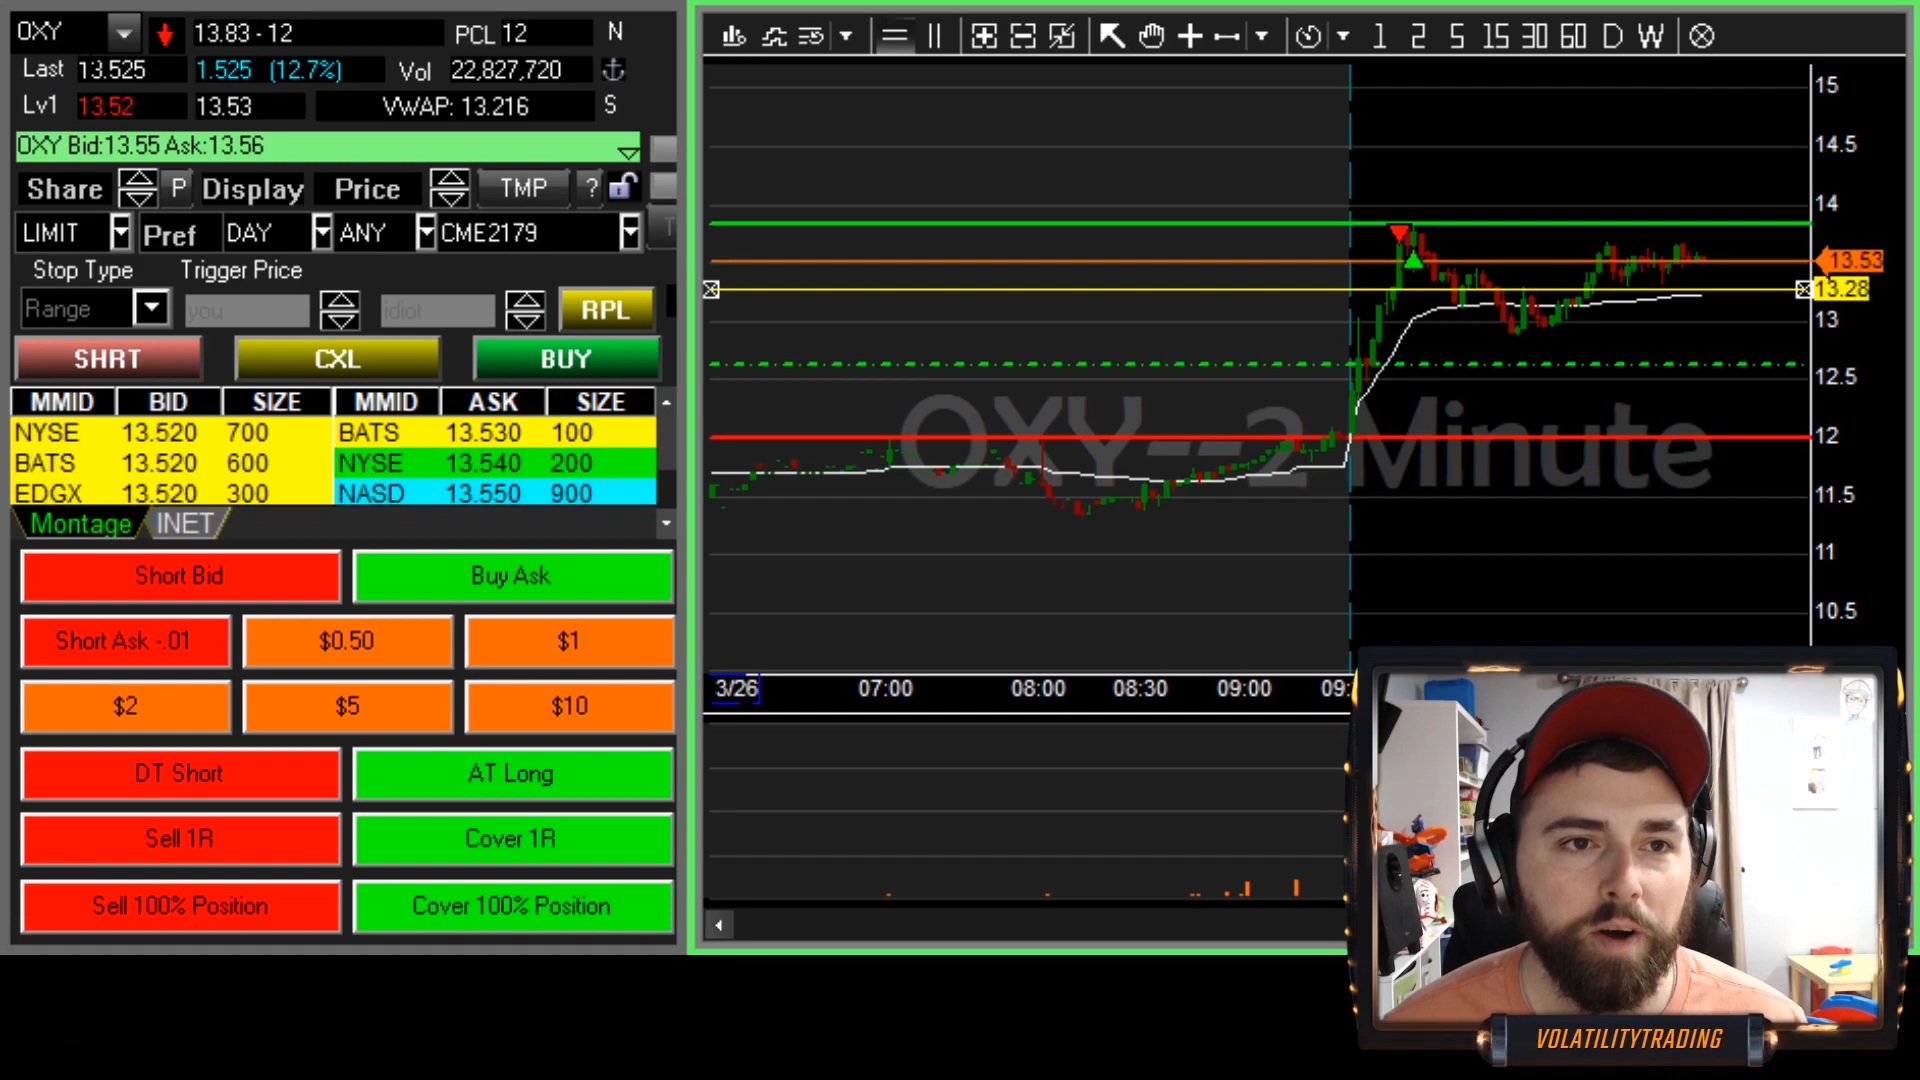 OXY 13.83 - 12 PCL 12 N
Last 13.525 1.525 (12.7%) Vol 22,827,720
Lv1 13.52 13.53 VWAP: 13.216 S
OXY Bid:13.55 Ask:13.56
Share P Display Price TMP ?
LIMIT Pref DAY ANY CME2179
Stop Type Trigger Price
Range you idiot RPL
SHRT CXL BUY
MMID BID SIZE MMID ASK SIZE
NYSE 13.520 700 BATS 13.530 100
BATS 13.520 600 NYSE 13.540 200
EDGX 13.520 300 NASD 13.550 900
Montage INET
Short Bid Buy Ask
Short Ask -.01 $0.50 $1
$2 $5 $10
DT Short AT Long
Sell 1R Cover 1R
Sell 100% Position Cover 100% Position
1 2 5 15 30 60 D W
15
14.5
14
13.53
13.28
13
12.5
12
11.5
11
10.5
OXY--2 Minute
3/26 07:00 08:00 08:30 09:00 09:
VOLATILITYTRADING